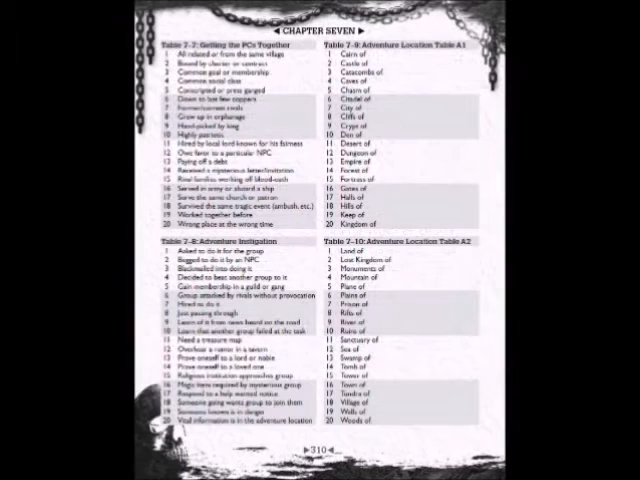 CHAPTER SEVEN
Table 7-7: Getting the PCs Together
1 All related or from the same village
2 Bound by charter or contract
3 Common goal or membership
4 Common social class
5 Conscripted or press ganged
6 Down to last few coppers
7 Former/current rivals
8 Grew up in orphanage
9 Hand-picked by king
10 Highly patriotic
11 Hired by local lord known for his fairness
12 Owe favor to a particular NPC
13 Paying off a debt
14 Received a mysterious letter/invitation
15 Rival families working off blood-oath
16 Served in army or aboard a ship
17 Serve the same church or patron
18 Survived the same tragic event (ambush, etc.)
19 Worked together before
20 Wrong place at the wrong time
Table 7-8: Adventure Instigation
1 Asked to do it for the group
2 Begged to do it by an NPC
3 Blackmailed into doing it
4 Decided to beat another group to it
5 Gain membership in a guild or gang
6 Group attacked by rivals without provocation
7 Hired to do it
8 Just passing through
9 Learn of it from news heard on the road
10 Learn that another group failed at the task
11 Need a treasure map
12 Overhear a rumor in a tavern
13 Prove oneself to a lord or noble
14 Prove oneself to a loved one
15 Religious institution approaches group
16 Magic item required by mysterious group
17 Respond to a help wanted notice
18 Someone going wants group to join them
19 Someone known is in danger
20 Vital information is in the adventure location
Table 7-9: Adventure Location Table A1
1 Cairn of
2 Castle of
3 Catacombs of
4 Caves of
5 Chasm of
6 Citadel of
7 City of
8 Cliffs of
9 Crypt of
10 Den of
11 Desert of
12 Dungeon of
13 Empire of
14 Forest of
15 Fortress of
16 Gates of
17 Halls of
18 Hills of
19 Keep of
20 Kingdom of
Table 7-10: Adventure Location Table A2
1 Land of
2 Lost Kingdom of
3 Monuments of
4 Mountain of
5 Plane of
6 Plains of
7 Prison of
8 Rifts of
9 River of
10 Ruins of
11 Sanctuary of
12 Sea of
13 Swamp of
14 Tomb of
15 Tower of
16 Town of
17 Tundra of
18 Village of
19 Wells of
20 Woods of
310